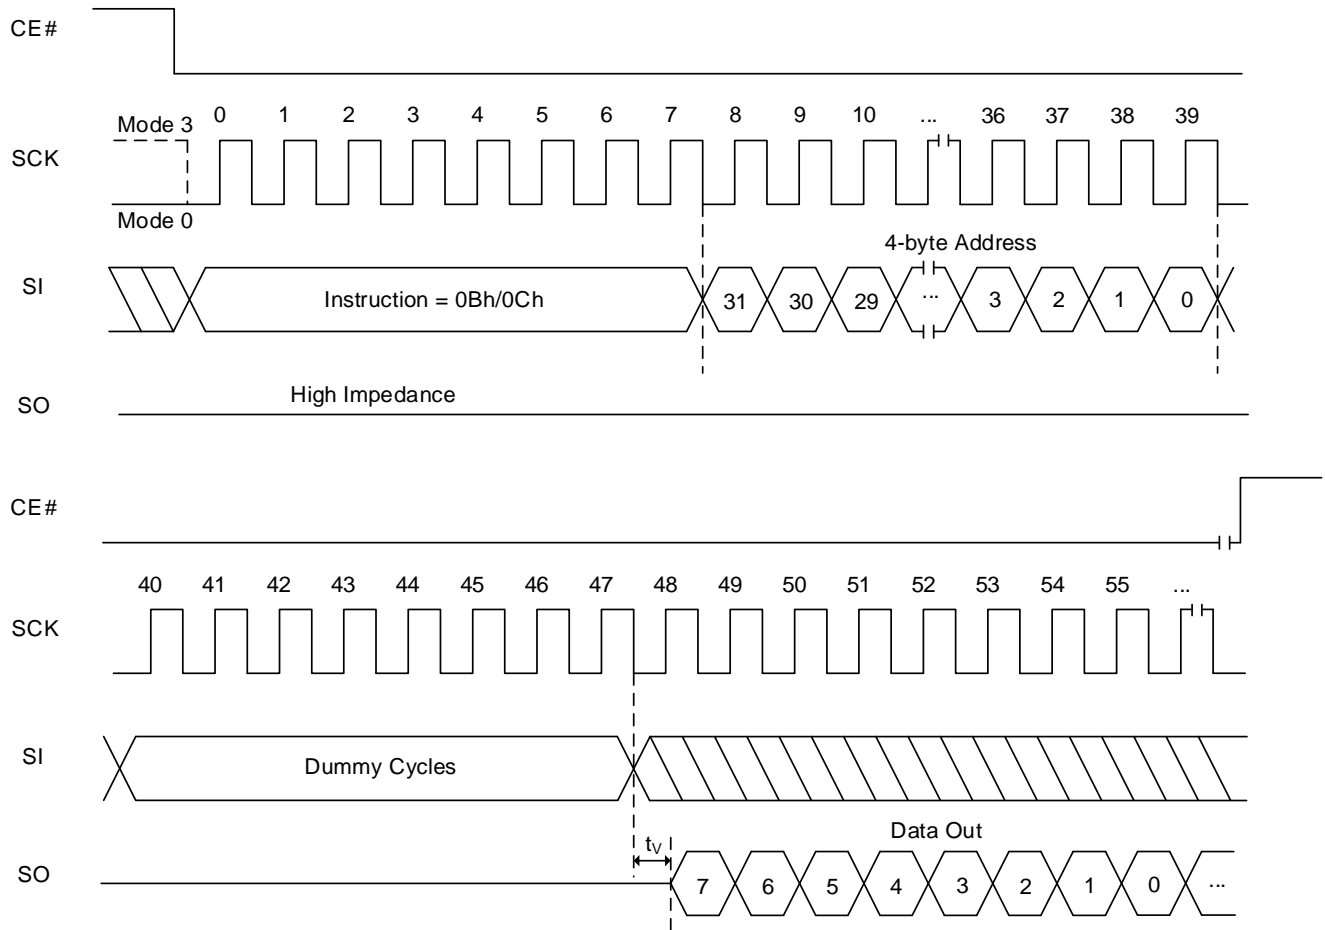 CE#
Mode 3 0 1 2 3 4 5 6 7 8 9 10 ... 36 37 38 39
SCK
Mode 0
4-byte Address
SI Instruction = 0Bh/0Ch 31 30 29 ... 3 2 1 0
SO High Impedance
CE#
40 41 42 43 44 45 46 47 48 49 50 51 52 53 54 55 ...
SCK
SI Dummy Cycles
Data Out
tV
SO 7 6 5 4 3 2 1 0 ...